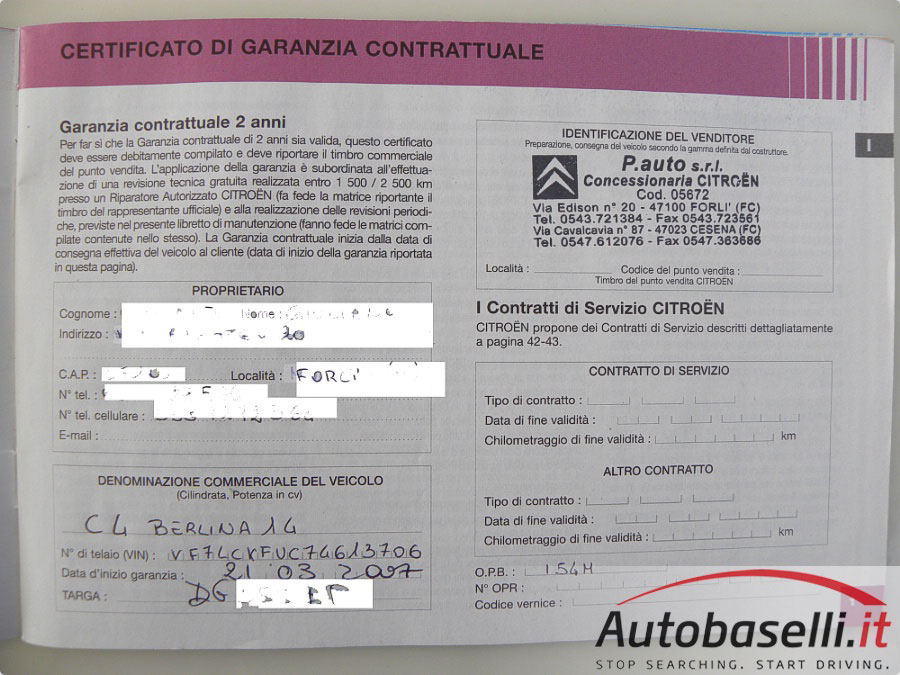 CERTIFICATO DI GARANZIA CONTRATTUALE
Garanzia contrattuale 2 anni
Per far sì che la Garanzia contrattuale di 2 anni sia valida, questo certificato
deve essere debitamente compilato e deve riportare il timbro commerciale
del punto vendita. L'applicazione della garanzia è subordinata all'effettua-
zione di una revisione tecnica gratuita realizzata entro 1 500 / 2 500 km
presso un Riparatore Autorizzato CITROËN (fa fede la matrice riportante il
timbro del rappresentante ufficiale) e alla realizzazione delle revisioni periodi-
che, previste nel presente libretto di manutenzione (fanno fede le matrici com-
pilate contenute nello stesso). La Garanzia contrattuale inizia dalla data di
consegna effettiva del veicolo al cliente (data di inizio della garanzia riportata
in questa pagina).
PROPRIETARIO
Cognome : Nome :
Indirizzo :
C.A.P. : Località : FORLI'
N° tel. :
N° tel. cellulare :
E-mail :
DENOMINAZIONE COMMERCIALE DEL VEICOLO
(Cilindrata, Potenza in cv)
C4 BERLINA 14
N° di telaio (VIN) : VF7LCKFUC74613706
Data d'inizio garanzia : 21 03 2007
TARGA : DG
IDENTIFICAZIONE DEL VENDITORE
Preparazione, consegna del veicolo secondo la gamma definita dal costruttore.
P.auto s.r.l.
Concessionaria CITROËN
Cod. 05672
Via Edison n° 20 - 47100 FORLI' (FC)
Tel. 0543.721384 - Fax 0543.723561
Via Cavalcavia n° 87 - 47023 CESENA (FC)
Tel. 0547.612076 - Fax 0547.363686
Località : Codice del punto vendita :
Timbro del punto vendita CITROËN
I
I Contratti di Servizio CITROËN
CITROËN propone dei Contratti di Servizio descritti dettagliatamente
a pagina 42-43.
CONTRATTO DI SERVIZIO
Tipo di contratto :
Data di fine validità :
Chilometraggio di fine validità : km
ALTRO CONTRATTO
Tipo di contratto :
Data di fine validità :
Chilometraggio di fine validità : km
O.P.B. : 154M
N° OPR :
Codice vernice :
Autobaselli.it
STOP SEARCHING. START DRIVING.